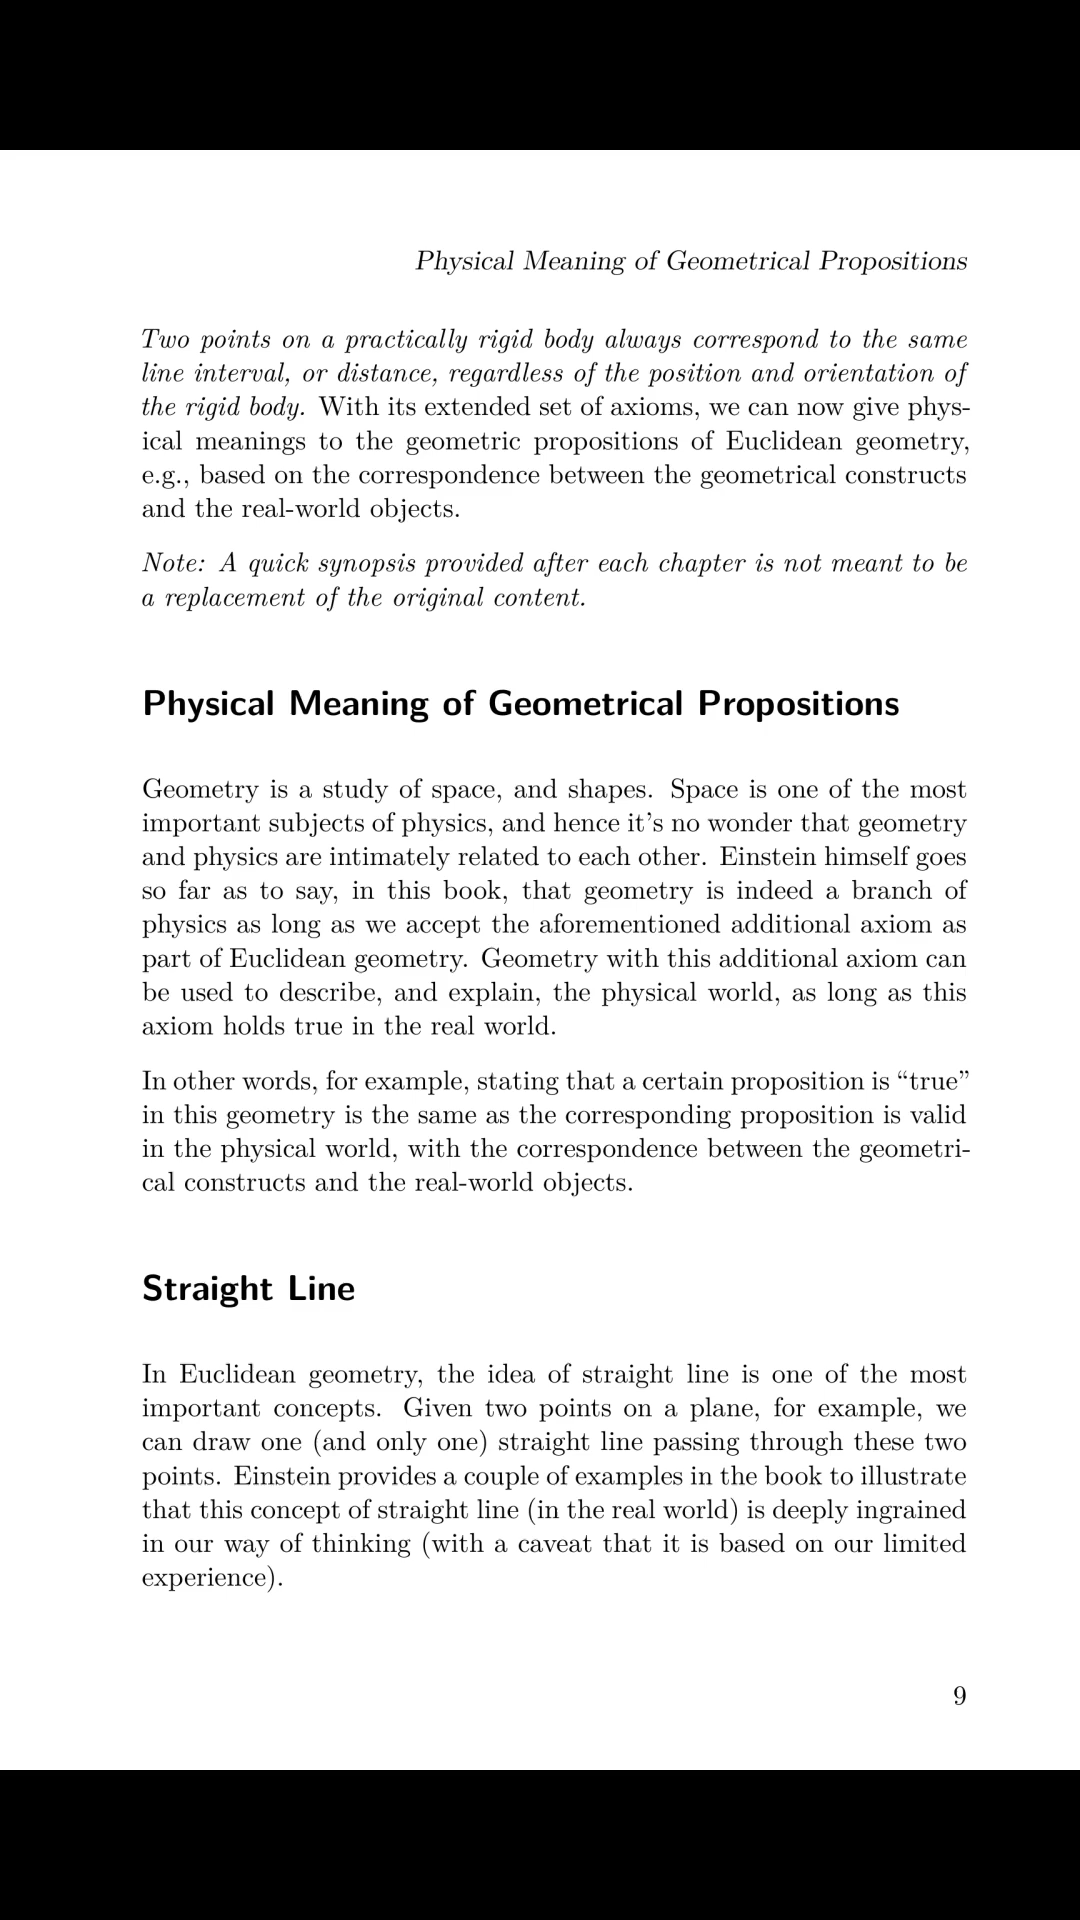 Physical Meaning of Geometrical Propositions
Two points on a practically rigid body always correspond to the same
line interval, or distance, regardless of the position and orientation of
the rigid body. With its extended set of axioms, we can now give phys-
ical meanings to the geometric propositions of Euclidean geometry,
e.g., based on the correspondence between the geometrical constructs
and the real-world objects.
Note: A quick synopsis provided after each chapter is not meant to be
a replacement of the original content.
Physical Meaning of Geometrical Propositions
Geometry is a study of space, and shapes. Space is one of the most
important subjects of physics, and hence it's no wonder that geometry
and physics are intimately related to each other. Einstein himself goes
so far as to say, in this book, that geometry is indeed a branch of
physics as long as we accept the aforementioned additional axiom as
part of Euclidean geometry. Geometry with this additional axiom can
be used to describe, and explain, the physical world, as long as this
axiom holds true in the real world.
In other words, for example, stating that a certain proposition is “true”
in this geometry is the same as the corresponding proposition is valid
in the physical world, with the correspondence between the geometri-
cal constructs and the real-world objects.
Straight Line
In Euclidean geometry, the idea of straight line is one of the most
important concepts. Given two points on a plane, for example, we
can draw one (and only one) straight line passing through these two
points. Einstein provides a couple of examples in the book to illustrate
that this concept of straight line (in the real world) is deeply ingrained
in our way of thinking (with a caveat that it is based on our limited
experience).
9